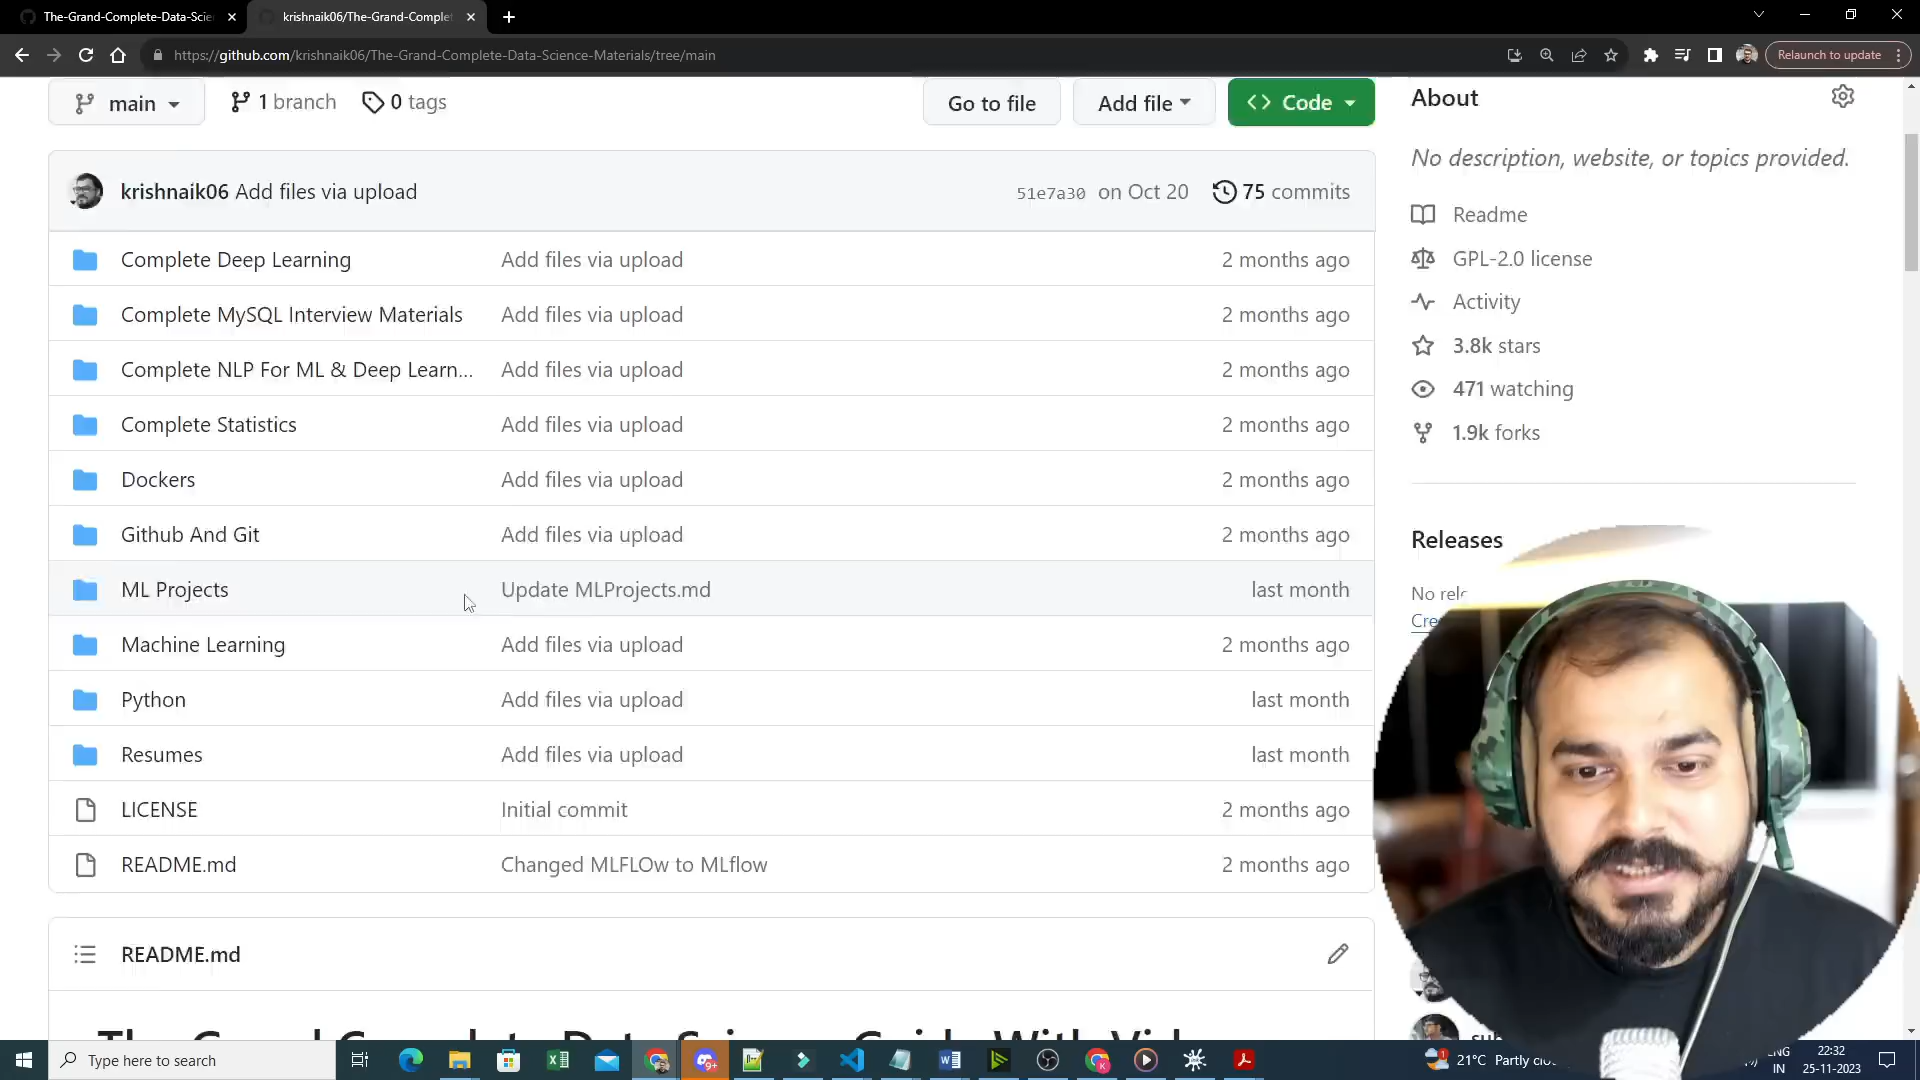 The-Grand-Complete-Data-Scie
krishnaik06/The-Grand-Complet
https://github.com/krishnaik06/The-Grand-Complete-Data-Science-Materials/tree/main
Relaunch to update
main
1 branch
0 tags
Go to file
Add file
Code
About
No description, website, or topics provided.
krishnaik06 Add files via upload
51e7a30 on Oct 20
75 commits
Readme
GPL-2.0 license
Activity
3.8k stars
471 watching
1.9k forks
Complete Deep Learning Add files via upload 2 months ago
Complete MySQL Interview Materials Add files via upload 2 months ago
Complete NLP For ML & Deep Learn... Add files via upload 2 months ago
Complete Statistics Add files via upload 2 months ago
Dockers Add files via upload 2 months ago
Github And Git Add files via upload 2 months ago
ML Projects Update MLProjects.md last month
Machine Learning Add files via upload 2 months ago
Python Add files via upload last month
Resumes Add files via upload last month
LICENSE Initial commit 2 months ago
README.md Changed MLFLOw to MLflow 2 months ago
Releases
No rele
Cre
README.md
Type here to search
9+
21°C Partly clo
ENG
IN
22:32
25-11-2023